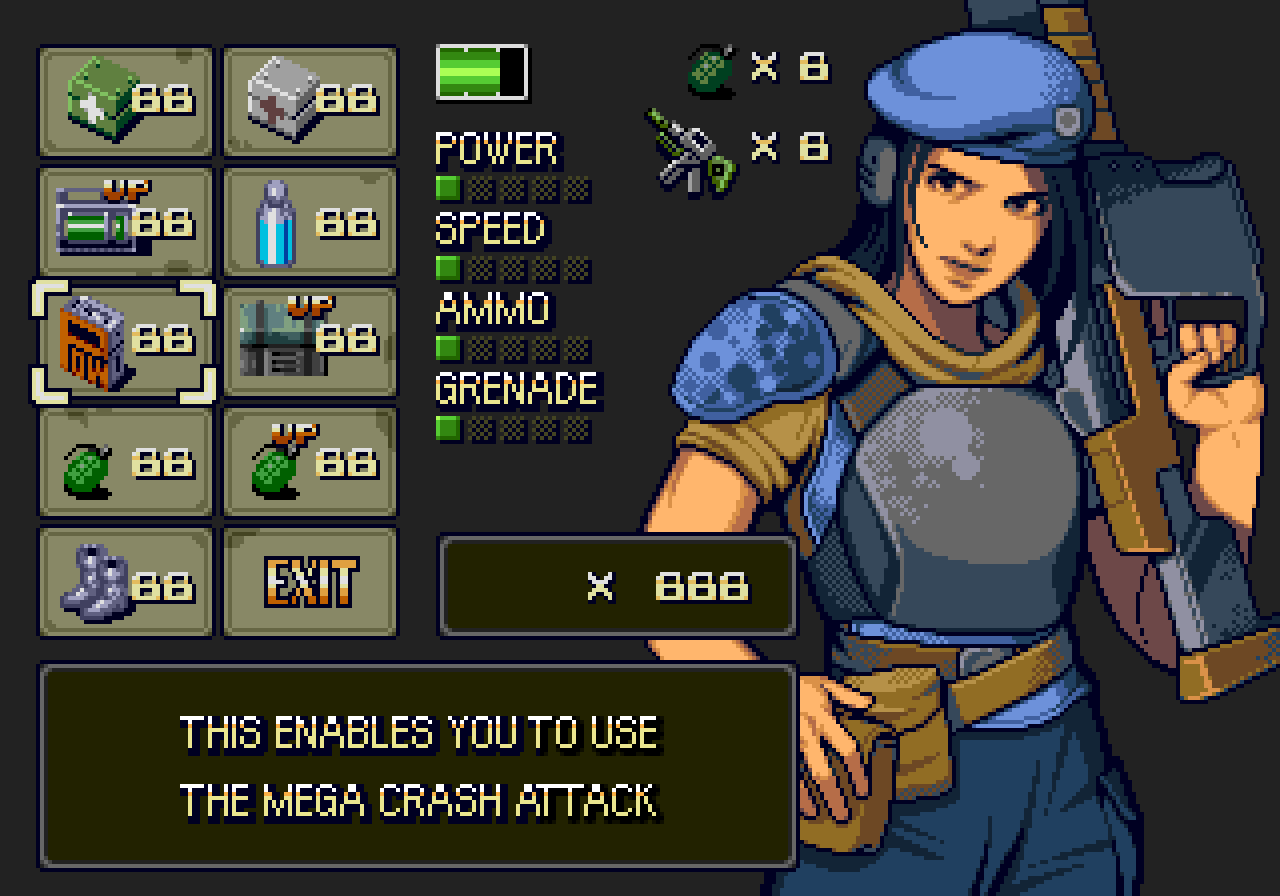 88 88
X 8
UP 88 88
X 8
88 UP 88
88 UP 88
88 EXIT
POWER
SPEED
AMMO
GRENADE
X 888
THIS ENABLES YOU TO USE
THE MEGA CRASH ATTACK